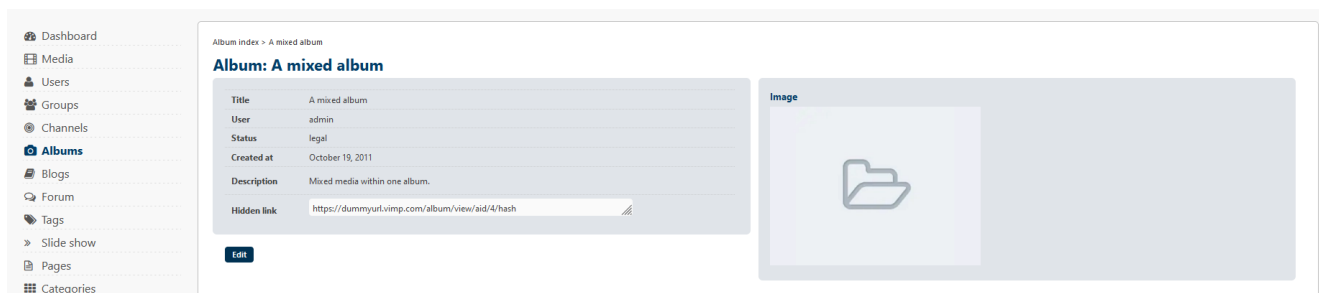 Dashboard
Media
Users
Groups
Channels
Albums
Blogs
Forum
Tags
» Slide show
Pages
Categories
Album index > A mixed album
Album: A mixed album
Title A mixed album
User admin
Status legal
Created at October 19, 2011
Description Mixed media within one album.
Hidden link https://dummyurl.vimp.com/album/view/aid/4/hash
Edit
Image